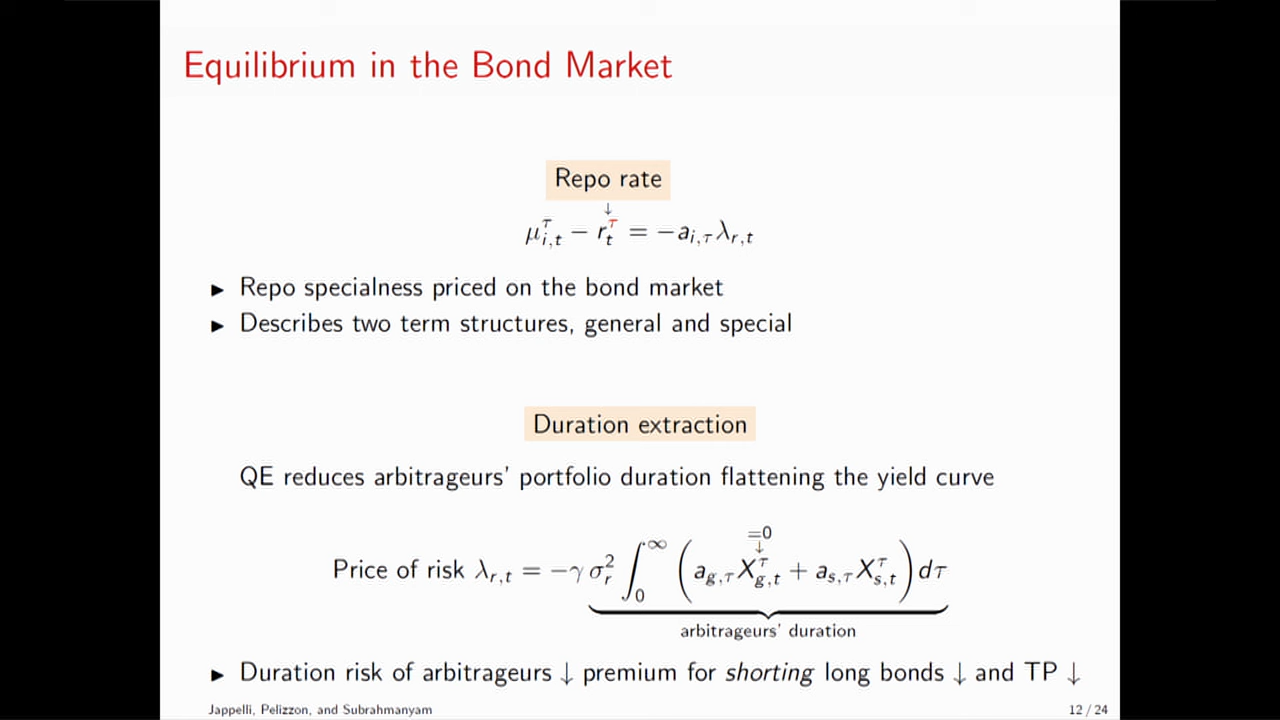 Equilibrium in the Bond Market
Repo rate
↓
μ^τ_{i,t} − r^τ_t = −a_{i,τ}λ_{r,t}
► Repo specialness priced on the bond market
► Describes two term structures, general and special
Duration extraction
QE reduces arbitrageurs' portfolio duration flattening the yield curve
=0
↓
Price of risk λ_{r,t} = −γ σ_r^2 ∫_0^∞ (a_{g,τ}X^τ_{g,t} + a_{s,τ}X^τ_{s,t}) dτ
arbitrageurs' duration
► Duration risk of arbitrageurs ↓ premium for shorting long bonds ↓ and TP ↓
Jappelli, Pelizzon, and Subrahmanyam
12 / 24